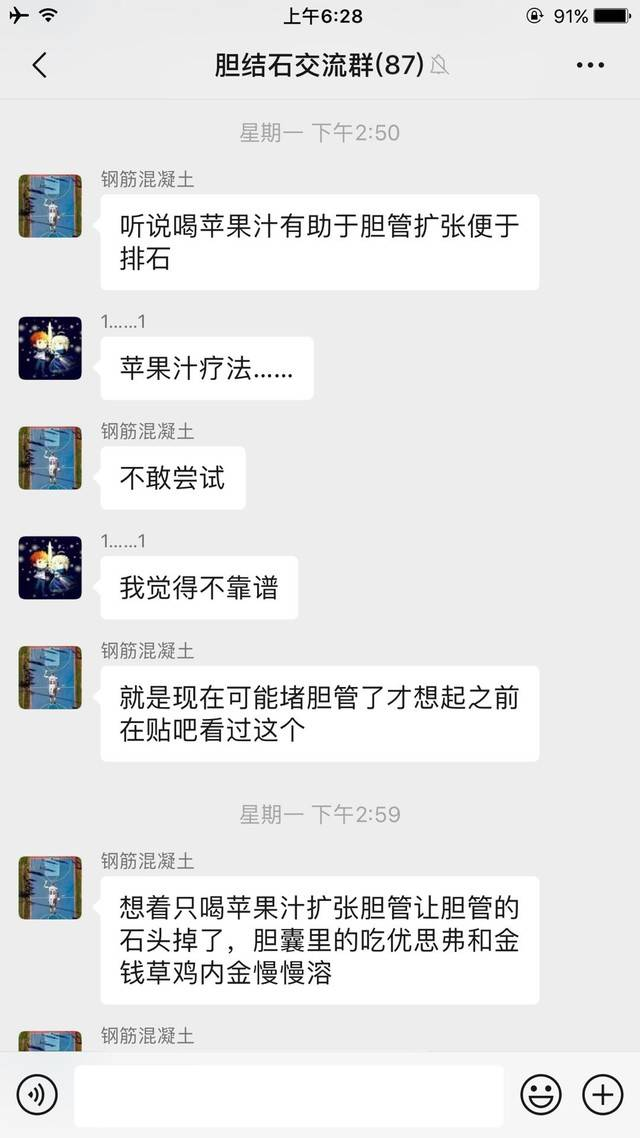 上午6:28
91%
胆结石交流群(87)
星期一 下午2:50
钢筋混凝土
听说喝苹果汁有助于胆管扩张便于
排石
1......1
苹果汁疗法......
钢筋混凝土
不敢尝试
1......1
我觉得不靠谱
钢筋混凝土
就是现在可能堵胆管了才想起之前
在贴吧看过这个
星期一 下午2:59
钢筋混凝土
想着只喝苹果汁扩张胆管让胆管的
石头掉了，胆囊里的吃优思弗和金
钱草鸡内金慢慢溶
钢筋混凝土